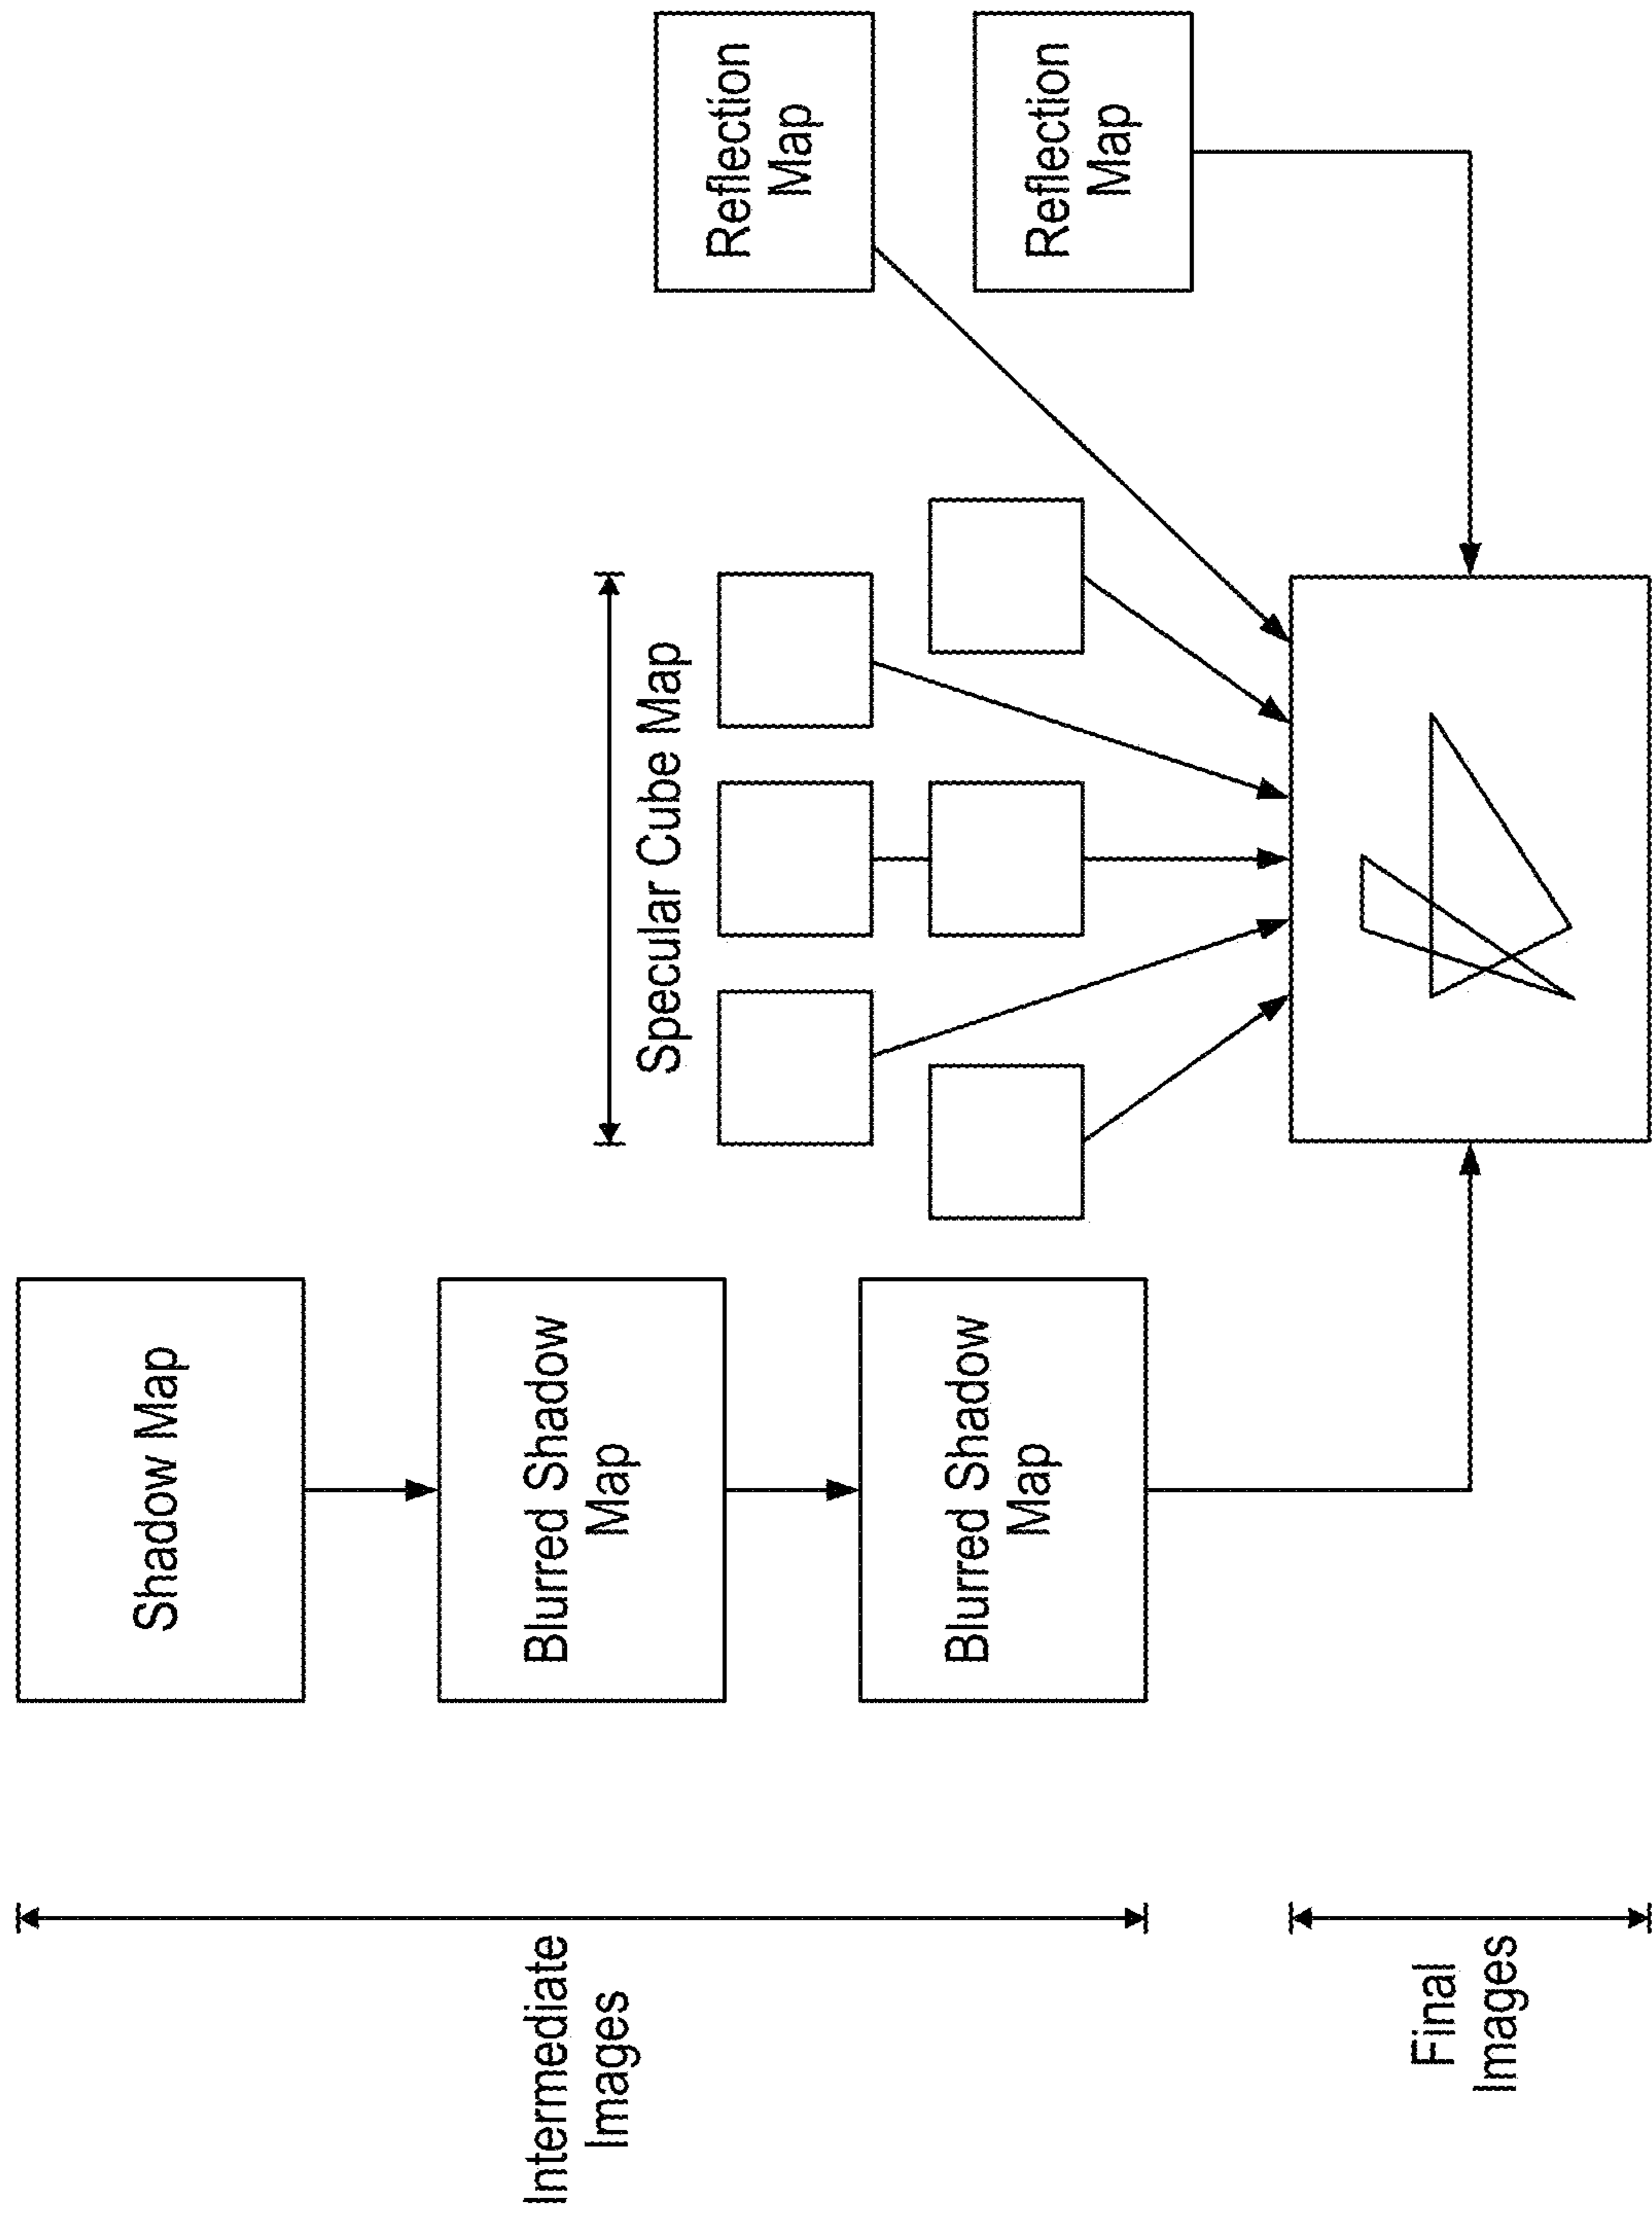 Intermediate
Images
Final
Images
Shadow Map
Blurred Shadow
Map
Blurred Shadow
Map
Specular Cube Map
Reflection
Map
Reflection
Map